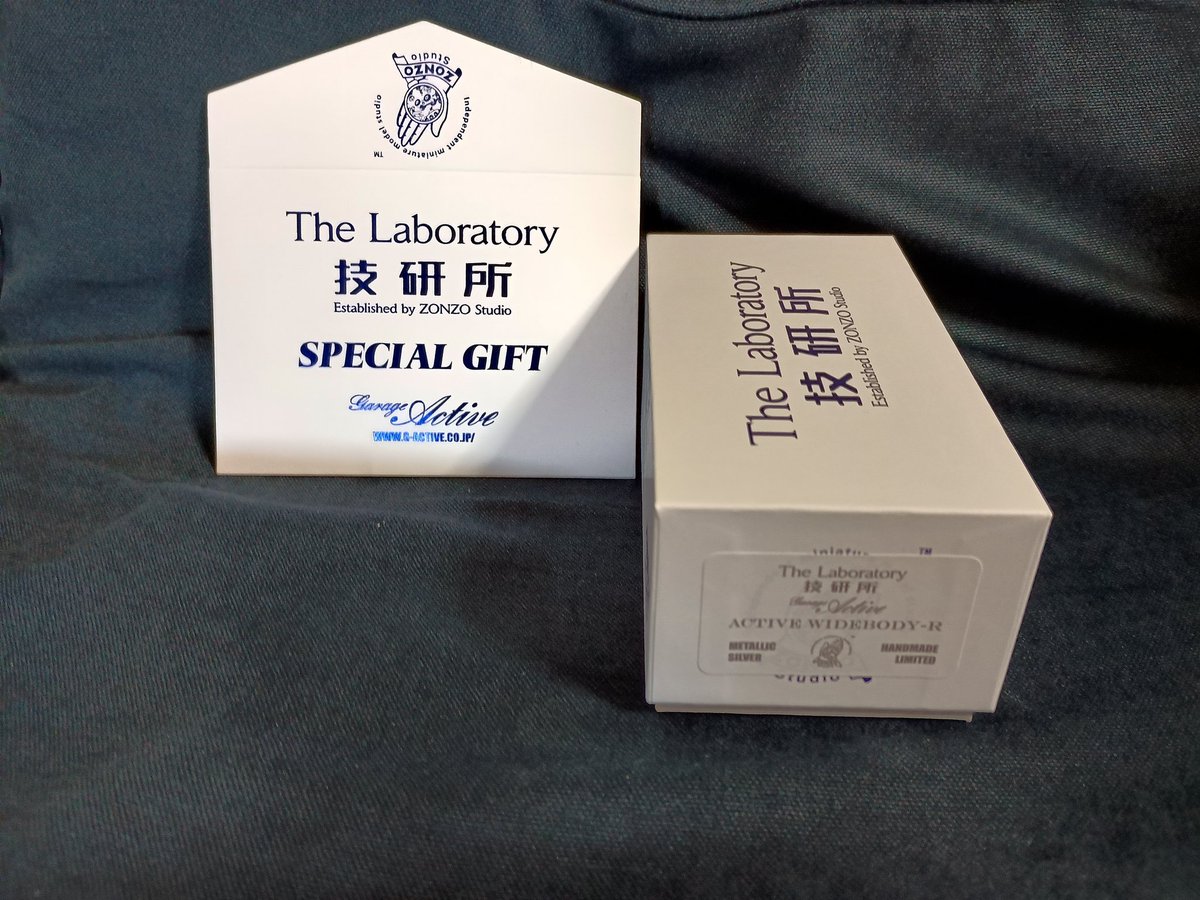 ZONZO
Studio
Independent miniature model studio
TM
The Laboratory
技研所
Established by ZONZO Studio
SPECIAL GIFT
Garage Active
WWW.G-ACTIVE.CO.JP/
The Laboratory
技研所
Established by ZONZO Studio
TM
The Laboratory
技研所
Garage Active
ACTIVE WIDEBODY-R
METALLIC
SILVER
HANDMADE
LIMITED